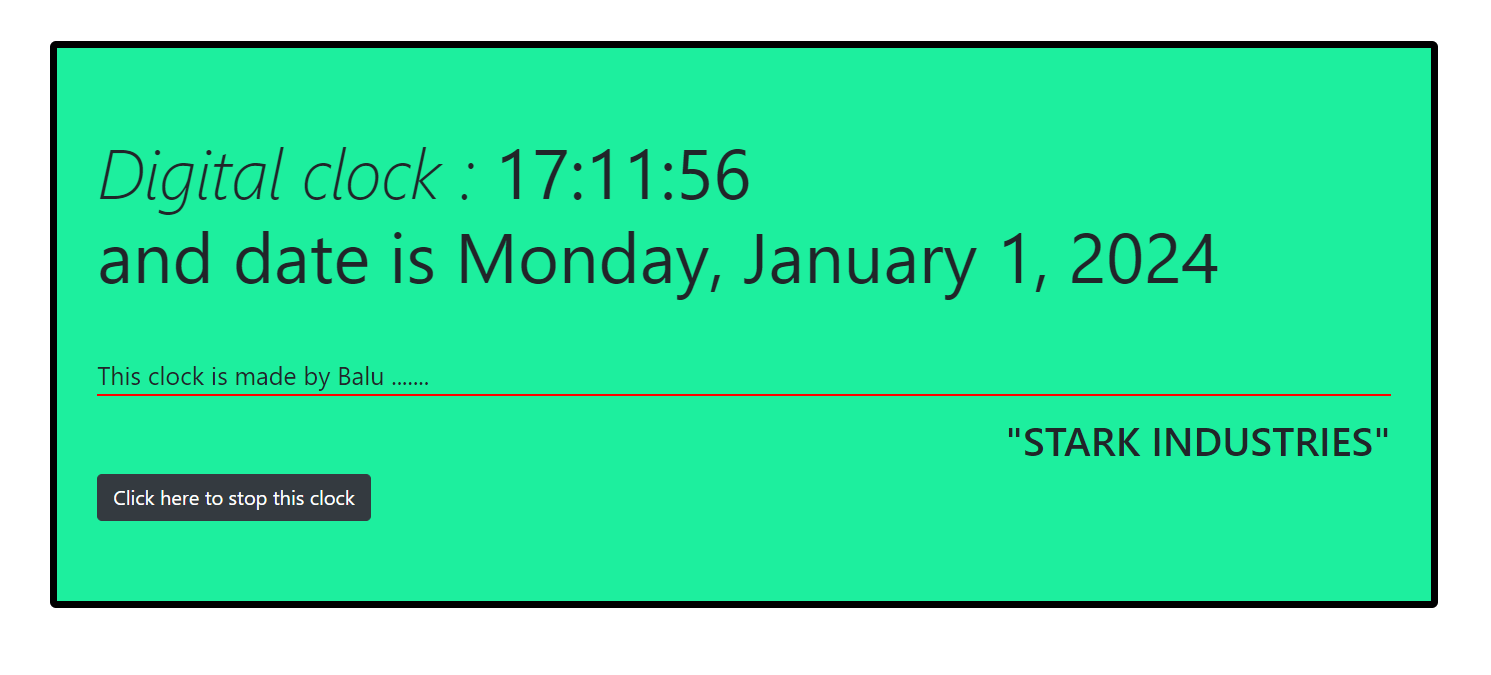 Digital clock : 17:11:56
and date is Monday, January 1, 2024
This clock is made by Balu .......
"STARK INDUSTRIES"
Click here to stop this clock